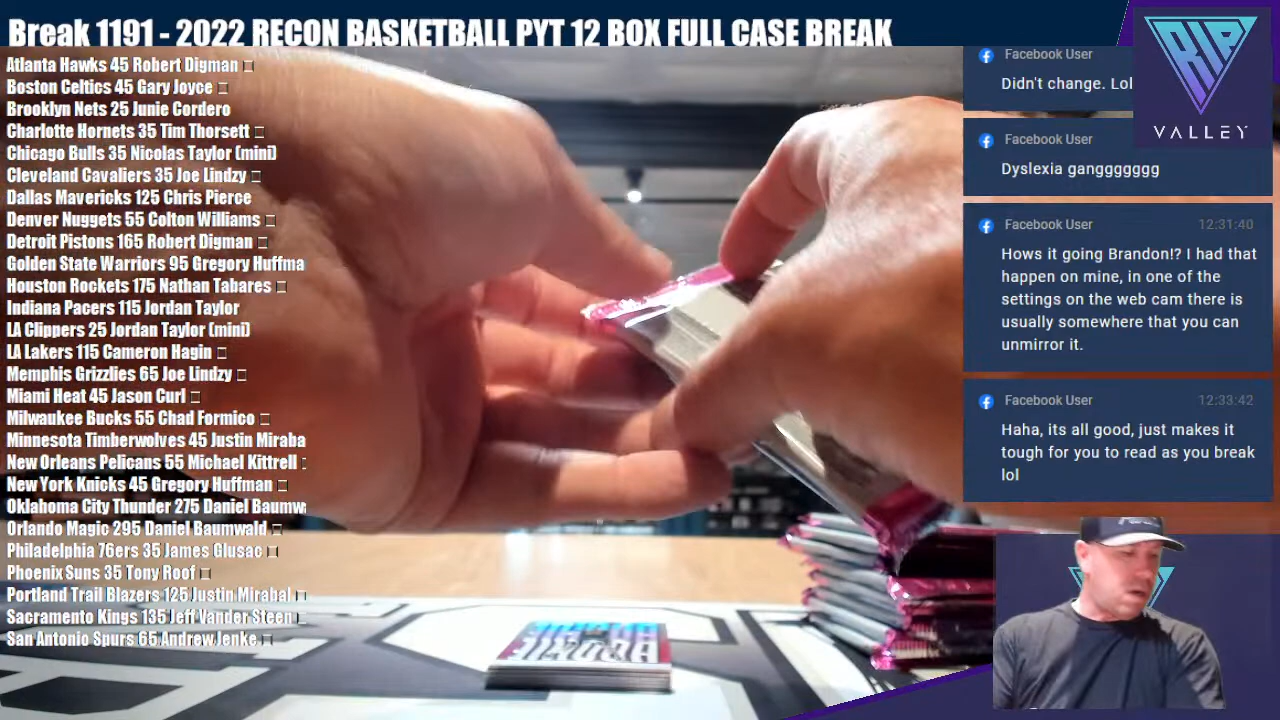 Break 1191 - 2022 RECON BASKETBALL PYT 12 BOX FULL CASE BREAK
Atlanta Hawks 45 Robert Digman
Boston Celtics 45 Gary Joyce
Brooklyn Nets 25 Junie Cordero
Charlotte Hornets 35 Tim Thorsett
Chicago Bulls 35 Nicolas Taylor (mini)
Cleveland Cavaliers 35 Joe Lindzy
Dallas Mavericks 125 Chris Pierce
Denver Nuggets 55 Colton Williams
Detroit Pistons 165 Robert Digman
Golden State Warriors 95 Gregory Huffma
Houston Rockets 175 Nathan Tabares
Indiana Pacers 115 Jordan Taylor
LA Clippers 25 Jordan Taylor (mini)
LA Lakers 115 Cameron Hagin
Memphis Grizzlies 65 Joe Lindzy
Miami Heat 45 Jason Curl
Milwaukee Bucks 55 Chad Formico
Minnesota Timberwolves 45 Justin Miraba
New Orleans Pelicans 55 Michael Kittrell
New York Knicks 45 Gregory Huffman
Oklahoma City Thunder 275 Daniel Baumw
Orlando Magic 295 Daniel Baumwald
Philadelphia 76ers 35 James Glusac
Phoenix Suns 35 Tony Roof
Portland Trail Blazers 125 Justin Mirabal
Sacramento Kings 135 Jeff Vander Steen
San Antonio Spurs 65 Andrew Jenke
Facebook User
Didn't change. Lol
Facebook User
Dyslexia ganggggggg
Facebook User 12:31:40
Hows it going Brandon!? I had that
happen on mine, in one of the
settings on the web cam there is
usually somewhere that you can
unmirror it.
Facebook User 12:33:42
Haha, its all good, just makes it
tough for you to read as you break
lol
RIP
VALLEY